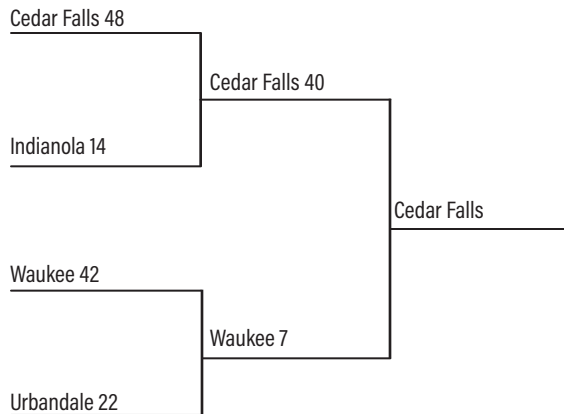 Cedar Falls 48
Cedar Falls 40
Indianola 14
Cedar Falls
Waukee 42
Waukee 7
Urbandale 22